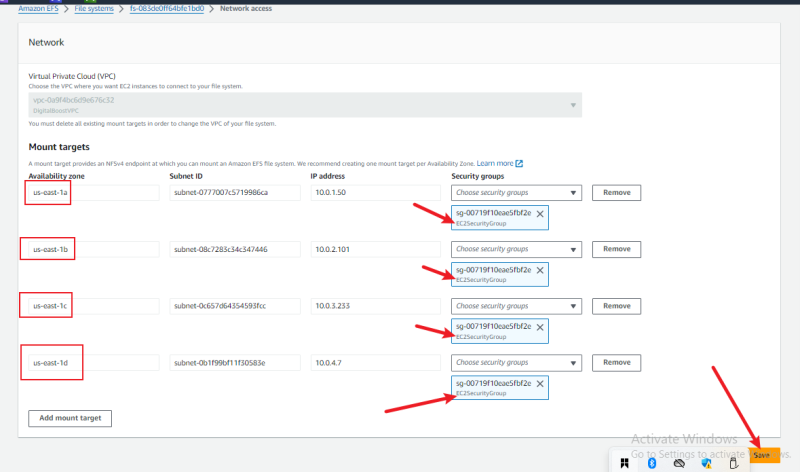 Amazon EFS > File systems > fs-083de0ff64bfe1bd0 > Network access
Network
Virtual Private Cloud (VPC)
Choose the VPC where you want EC2 instances to connect to your file system.
vpc-0a9f4bc6d9e676c32
DigitalBoostVPC
You must delete all existing mount targets in order to change the VPC of your file system.
Mount targets
A mount target provides an NFSv4 endpoint at which you can mount an Amazon EFS file system. We recommend creating one mount target per Availability Zone. Learn more
Availability zone Subnet ID IP address Security groups
us-east-1a subnet-0777007c5719986ca 10.0.1.50 Choose security groups Remove
sg-00719f10eae5fbf2e
EC2SecurityGroup
us-east-1b subnet-08c7283c34c347446 10.0.2.101 Choose security groups Remove
sg-00719f10eae5fbf2e
EC2SecurityGroup
us-east-1c subnet-0c657d64354593fcc 10.0.3.233 Choose security groups Remove
sg-00719f10eae5fbf2e
EC2SecurityGroup
us-east-1d subnet-0b1f99bf11f30583e 10.0.4.7 Choose security groups Remove
sg-00719f10eae5fbf2e
EC2SecurityGroup
Add mount target
Activate Windows
Go to Settings to activate Windows.
Save